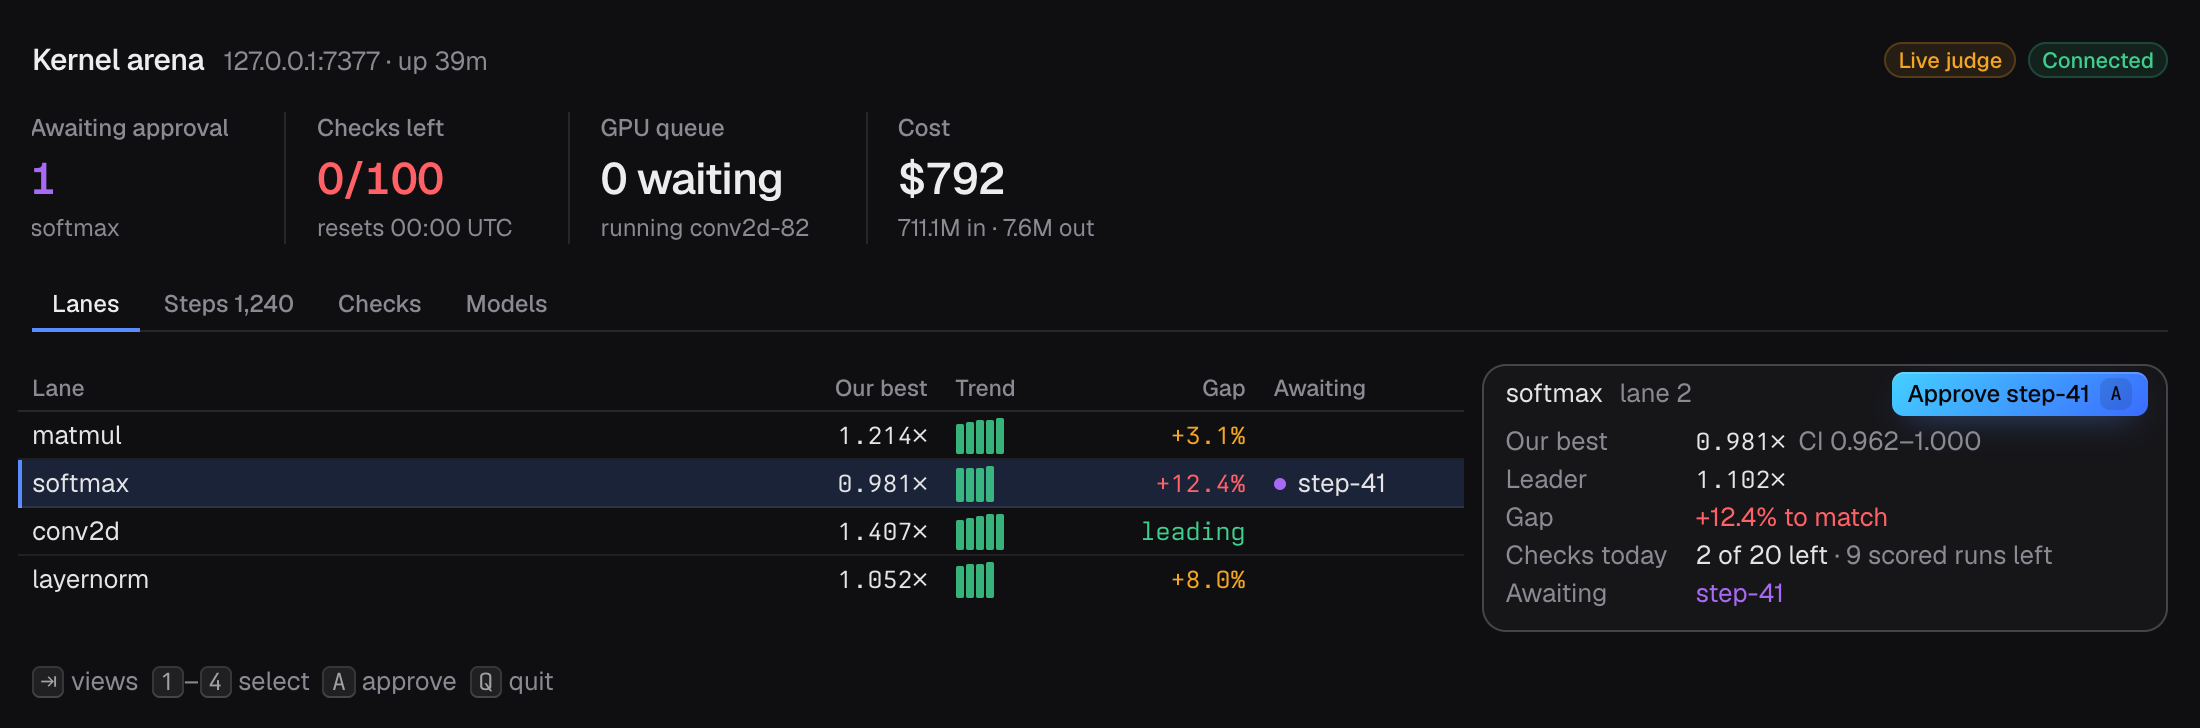 Kernel arena 127.0.0.1:7377 · up 39m
Live judge
Connected
Awaiting approval
1
softmax
Checks left
0/100
resets 00:00 UTC
GPU queue
0 waiting
running conv2d-82
Cost
$792
711.1M in · 7.6M out
Lanes Steps 1,240 Checks Models
Lane Our best Trend Gap Awaiting
matmul 1.214× +3.1%
softmax 0.981× +12.4% step-41
conv2d 1.407× leading
layernorm 1.052× +8.0%
softmax lane 2 Approve step-41 A
Our best 0.981× CI 0.962–1.000
Leader 1.102×
Gap +12.4% to match
Checks today 2 of 20 left · 9 scored runs left
Awaiting step-41
⇥ views 1–4 select A approve Q quit